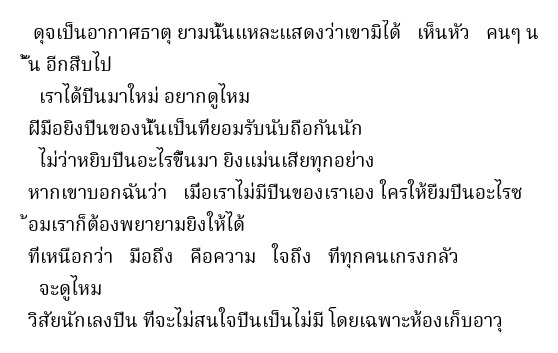 ดุจเป็นอากาศธาตุ ยามนั้นแหละแสดงว่าเขามิได้ เห็นหัว คนๆ น
ั้น อีกสืบไป
เราได้ปืนมาใหม่ อยากดูไหม
ฝีมือยิงปืนของนั้นเป็นที่ยอมรับนับถือกันนัก
ไม่ว่าหยิบปืนอะไรขึ้นมา ยิงแม่นเสียทุกอย่าง
หากเขาบอกฉันว่า เมื่อเราไม่มีปืนของเราเอง ใครให้ยืมปืนอะไรซ
้อมเราก็ต้องพยายามยิงให้ได้
ที่เหนือกว่า มือถึง คือความ ใจถึง ที่ทุกคนเกรงกลัว
จะดูไหม
วิสัยนักเลงปืน ที่จะไม่สนใจปืนเป็นไม่มี โดยเฉพาะห้องเก็บอาวุ